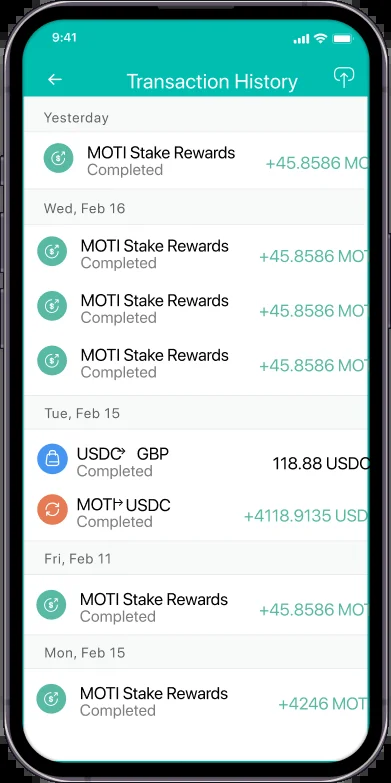 9:41
Transaction History
Yesterday
MOTI Stake Rewards +45.8586 MO
Completed
Wed, Feb 16
MOTI Stake Rewards +45.8586 MOT
Completed
MOTI Stake Rewards +45.8586 MOT
Completed
MOTI Stake Rewards +45.8586 MOT
Completed
Tue, Feb 15
USDC→ GBP 118.88 USDC
Completed
MOTI→USDC +4118.9135 USD
Completed
Fri, Feb 11
MOTI Stake Rewards +45.8586 MOT
Completed
Mon, Feb 15
MOTI Stake Rewards +4246 MOT
Completed